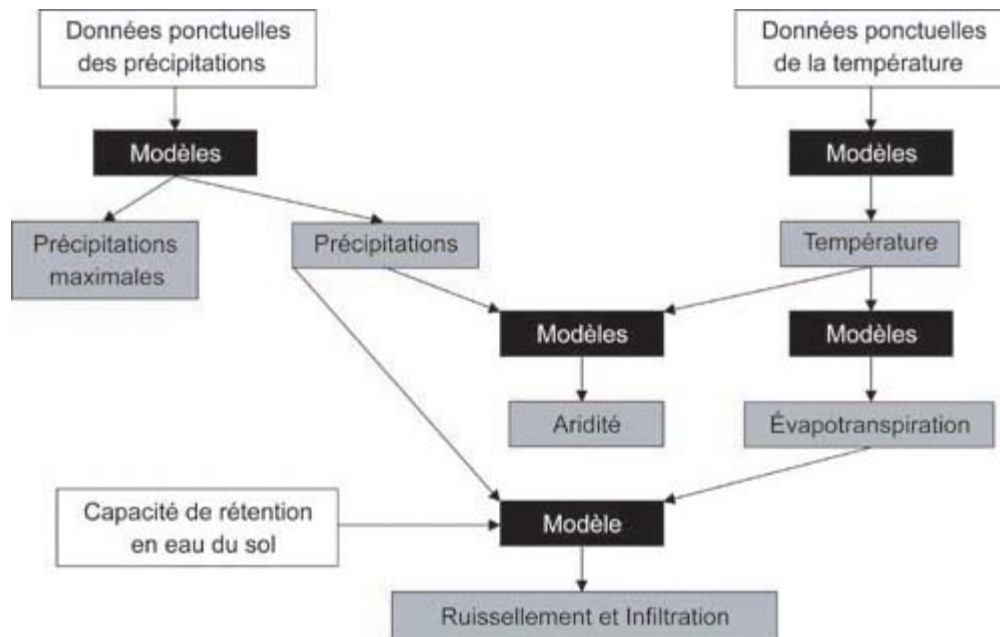 Données ponctuelles
des précipitations
Données ponctuelles
de la température
Modèles
Modèles
Précipitations
maximales
Précipitations
Température
Modèles
Modèles
Aridité
Évapotranspiration
Capacité de rétention
en eau du sol
Modèle
Ruissellement et Infiltration